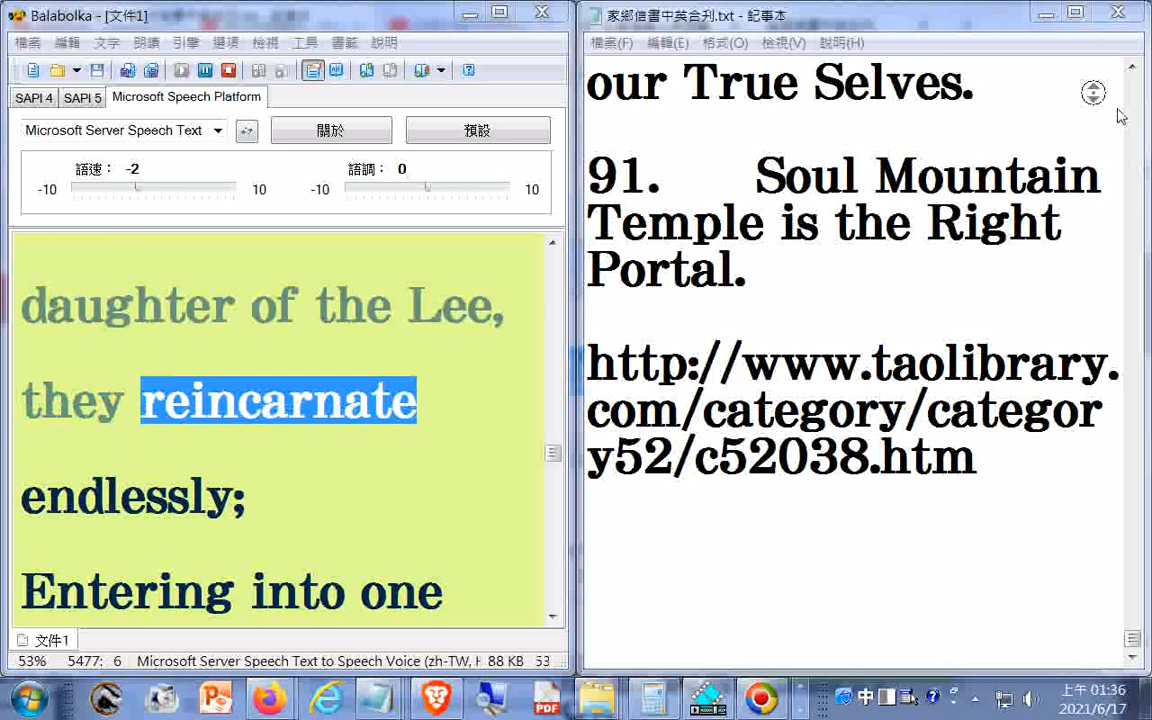 Balabolka - [文件1]
檔案 編輯 文字 朗讀 引擎 選項 檢視 工具 書籤 說明
SAPI 4 SAPI 5 Microsoft Speech Platform
Microsoft Server Speech Text 關於 預設
語速： -2 語調： 0
-10 10 -10 10
daughter of the Lee,
they reincarnate
endlessly;
Entering into one
文件1
53% 5477: 6 Microsoft Server Speech Text to Speech Voice (zh-TW, H 88 KB 53
家鄉信書中英合刋.txt - 記事本
檔案(F) 編輯(E) 格式(O) 檢視(V) 說明(H)
our True Selves.
91. Soul Mountain
Temple is the Right
Portal.
http://www.taolibrary.
com/category/categor
y52/c52038.htm
中
上午 01:36
2021/6/17